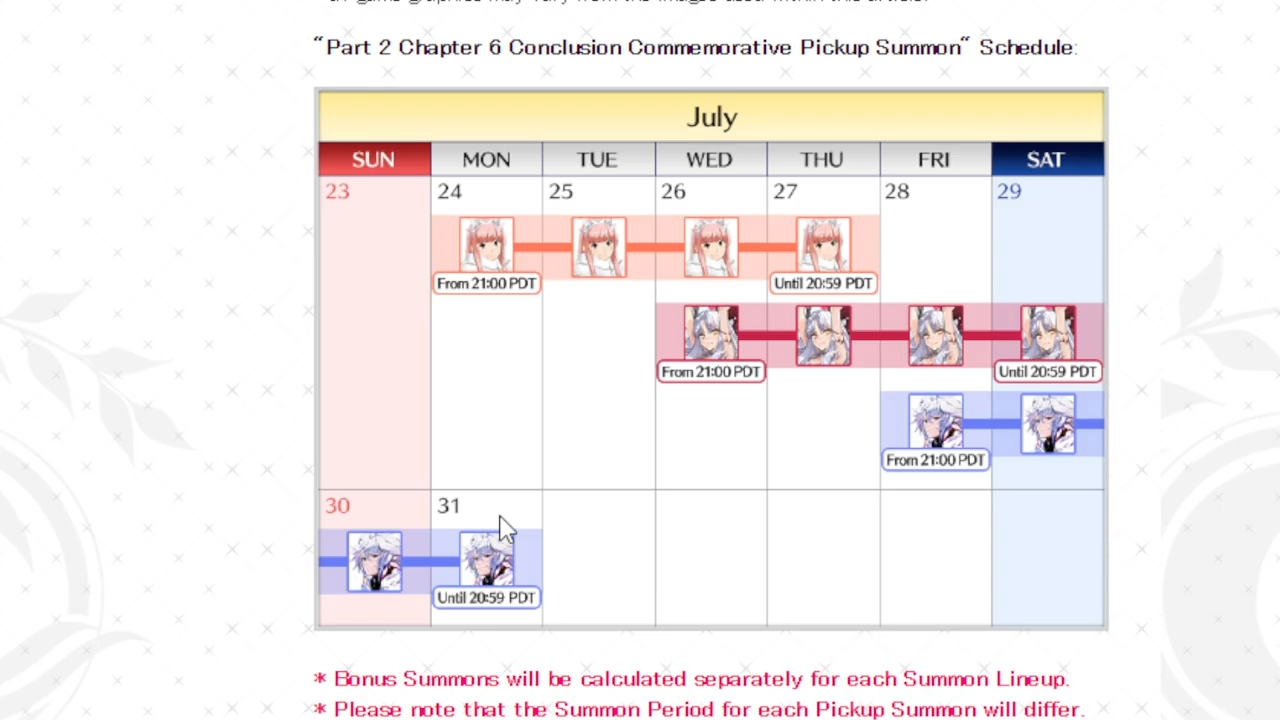 "Part 2 Chapter 6 Conclusion Commemorative Pickup Summon" Schedule:
July
SUN MON TUE WED THU FRI SAT
23 24 25 26 27 28 29
From 21:00 PDT Until 20:59 PDT
From 21:00 PDT Until 20:59 PDT
From 21:00 PDT
30 31
Until 20:59 PDT
* Bonus Summons will be calculated separately for each Summon Lineup.
* Please note that the Summon Period for each Pickup Summon will differ.